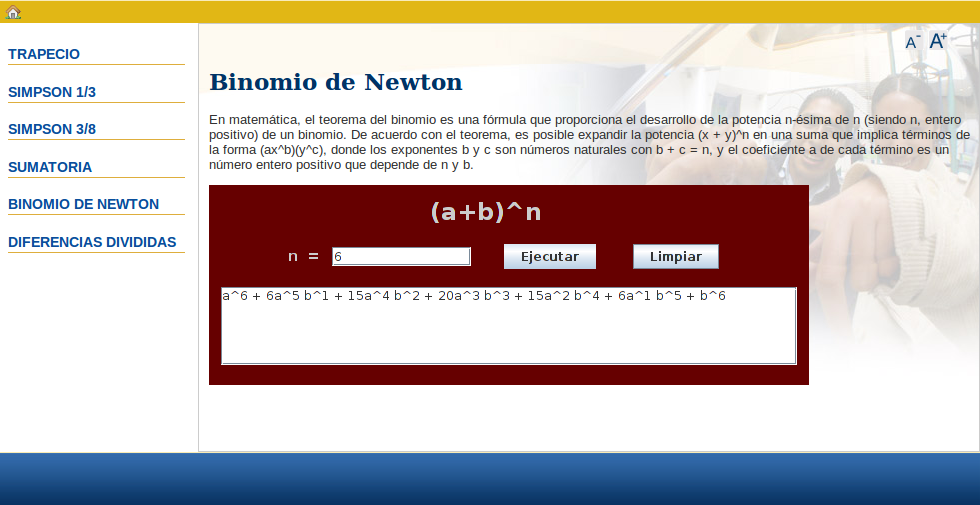 A- A+
TRAPECIO
SIMPSON 1/3
SIMPSON 3/8
SUMATORIA
BINOMIO DE NEWTON
DIFERENCIAS DIVIDIDAS
Binomio de Newton
En matemática, el teorema del binomio es una fórmula que proporciona el desarrollo de la potencia n-ésima de n (siendo n, entero
positivo) de un binomio. De acuerdo con el teorema, es posible expandir la potencia (x + y)^n en una suma que implica términos de
la forma (ax^b)(y^c), donde los exponentes b y c son números naturales con b + c = n, y el coeficiente a de cada término es un
número entero positivo que depende de n y b.
(a+b)^n
n = 6 Ejecutar Limpiar
a^6 + 6a^5 b^1 + 15a^4 b^2 + 20a^3 b^3 + 15a^2 b^4 + 6a^1 b^5 + b^6